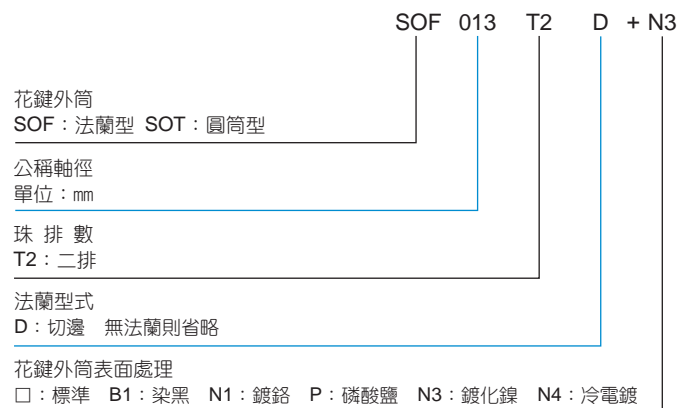 SOF 013 T2 D + N3
花鍵外筒
SOF：法蘭型 SOT：圓筒型
公稱軸徑
單位：㎜
珠 排 數
T2：二排
法蘭型式
D：切邊 無法蘭則省略
花鍵外筒表面處理
□：標準 B1：染黑 N1：鍍鉻 P：磷酸鹽 N3：鍍化鎳 N4：冷電鍍